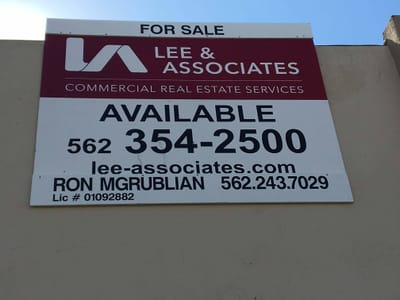 FOR SALE
LEE &
ASSOCIATES
COMMERCIAL REAL ESTATE SERVICES
AVAILABLE
562 354-2500
lee-associates.com
RON MGRUBLIAN 562.243.7029
Lic # 01092882